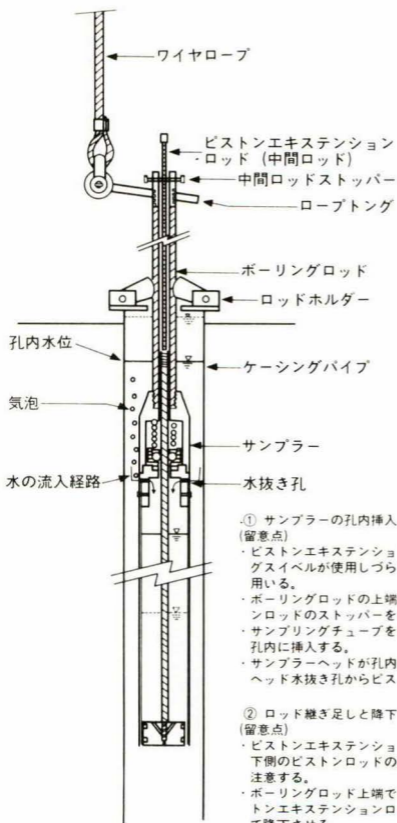 ワイヤロープ
ピストンエキステンション
ロッド (中間ロッド)
中間ロッドストッパー
ロープトング
ボーリングロッド
ロッドホルダー
孔内水位
ケーシングパイプ
気泡
サンプラー
水の流入経路
水抜き孔
① サンプラーの孔内挿入
(留意点)
・ピストンエキステンショ
グスイベルが使用しづら
用いる。
・ボーリングロッドの上端
ンロッドのストッパーを
・サンプリングチューブを
孔内に挿入する。
・サンプラーヘッドが孔内
ヘッド水抜き孔からピス
② ロッド継ぎ足しと降下
(留意点)
・ピストンエキステンショ
下側のピストンロッドの
注意する。
・ボーリングロッド上端で
トンエキステンションロ
て降下させる